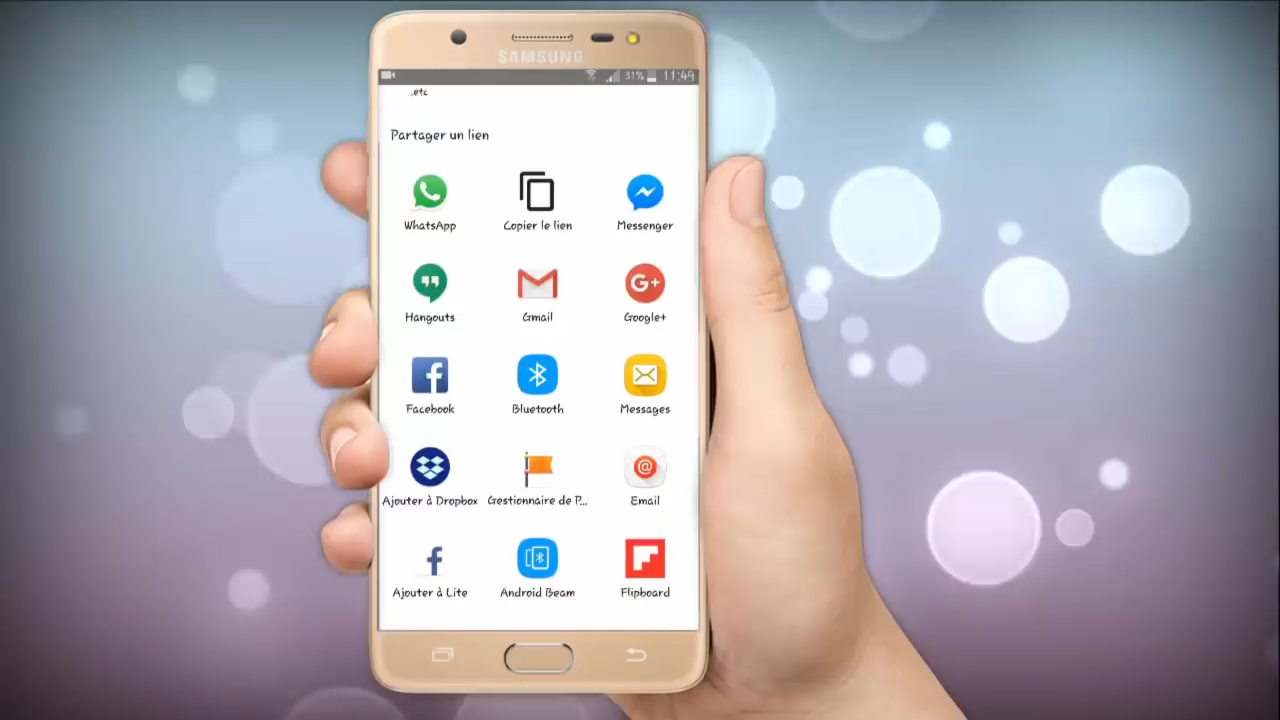 SAMSUNG
31% 11:49
..etc
Partager un lien
WhatsApp Copier le lien Messenger
Hangouts Gmail Google+
Facebook Bluetooth Messages
Ajouter à Dropbox Gestionnaire de P... Email
Ajouter à Lite Android Beam Flipboard